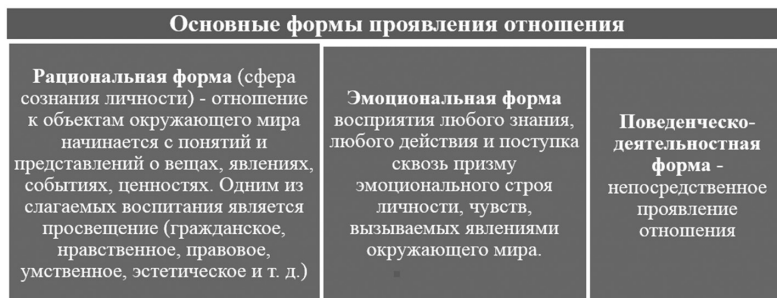 Основные формы проявления отношения
Рациональная форма (сфера
сознания личности) - отношение
к объектам окружающего мира
начинается с понятий и
представлений о вещах, явлениях,
событиях, ценностях. Одним из
слагаемых воспитания является
просвещение (гражданское,
нравственное, правовое,
умственное, эстетическое и т. д.)
Эмоциональная форма
восприятия любого знания,
любого действия и поступка
сквозь призму
эмоционального строя
личности, чувств,
вызываемых явлениями
окружающего мира.
Поведенческо-
деятельностная
форма -
непосредственное
проявление
отношения